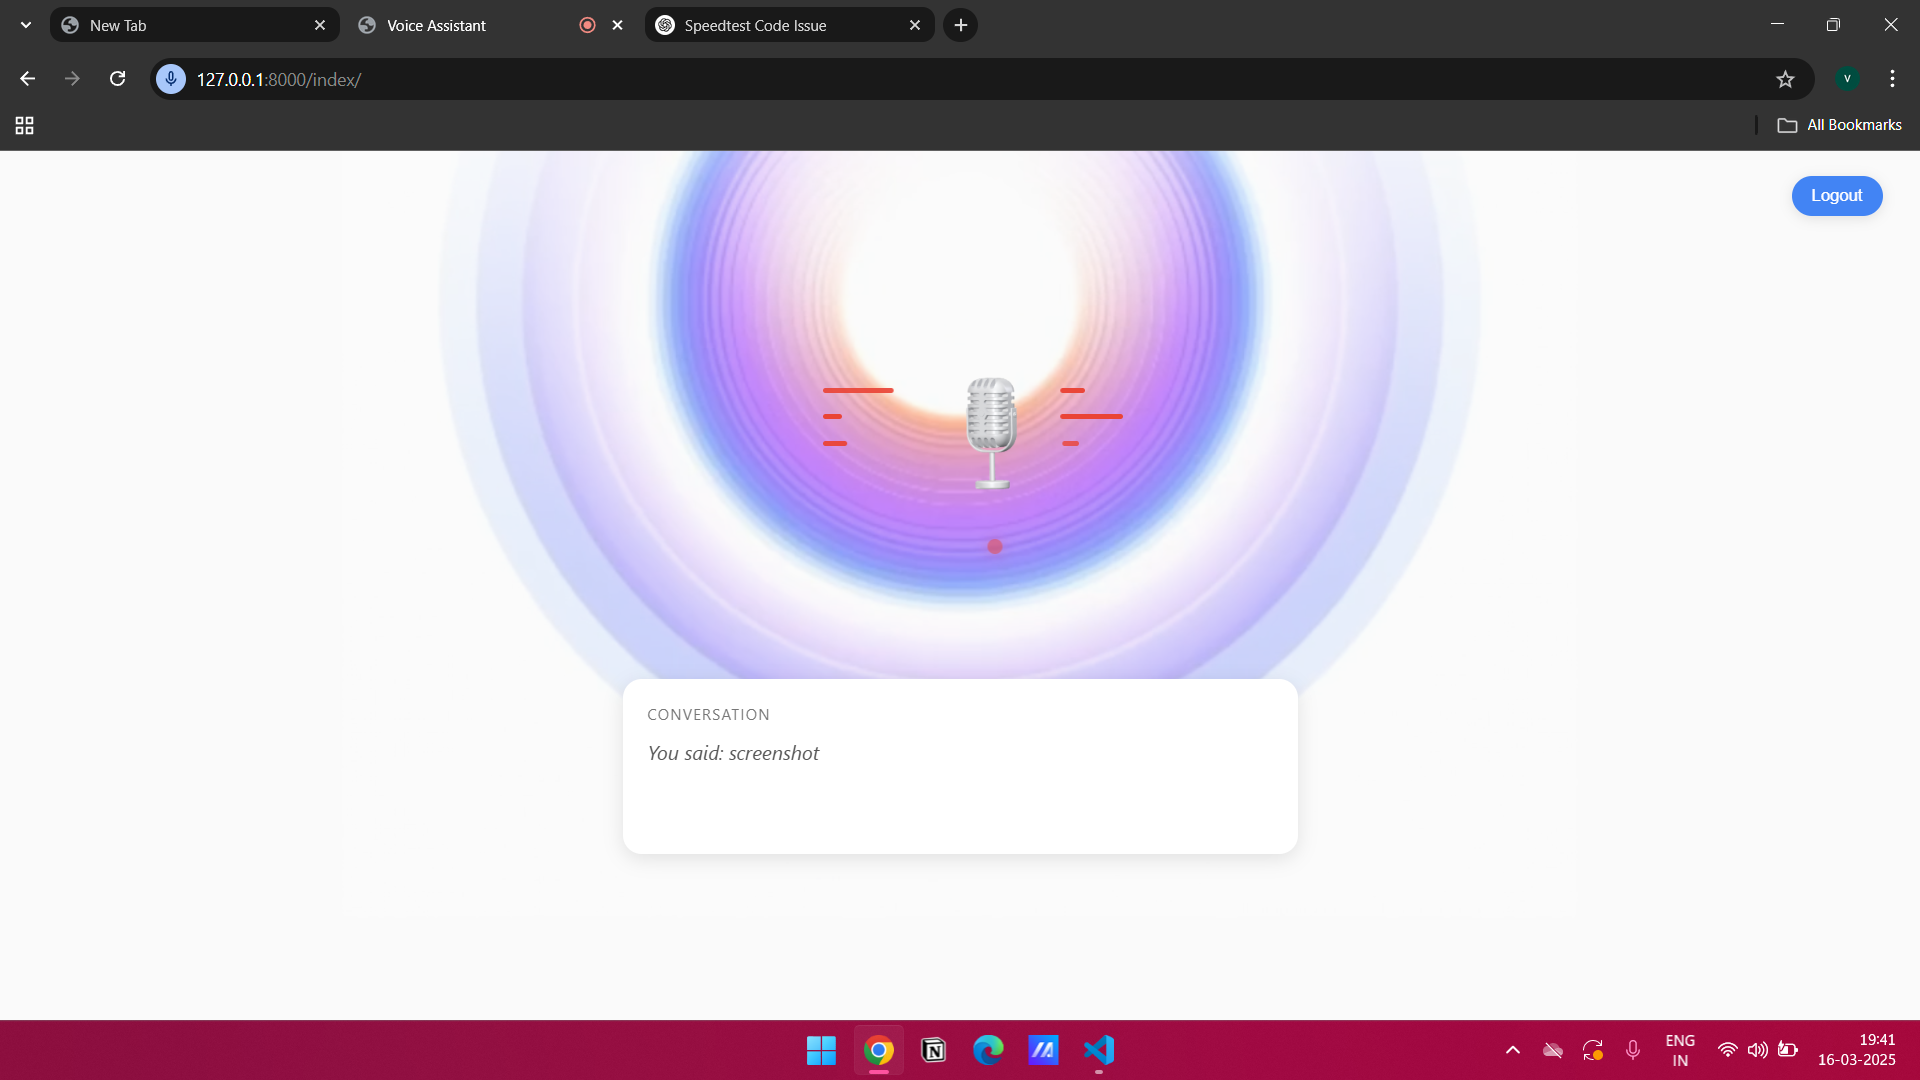 New Tab
Voice Assistant
Speedtest Code Issue
127.0.0.1:8000/index/
V
All Bookmarks
Logout
CONVERSATION
You said: screenshot
ENG
IN
19:41
16-03-2025